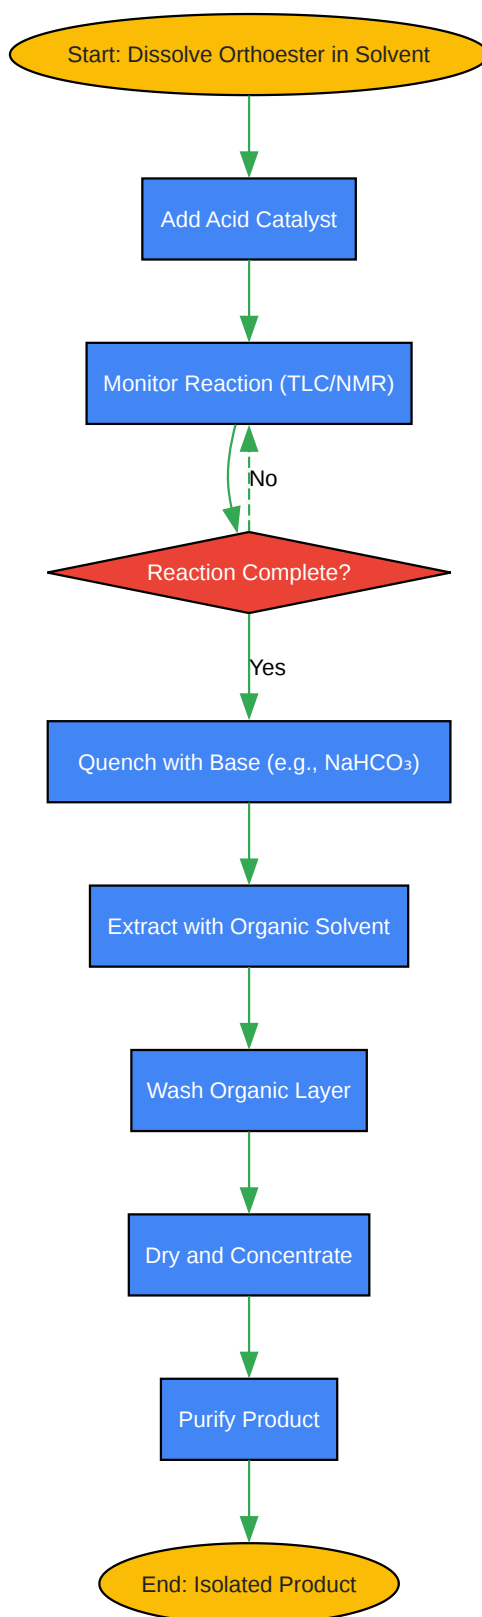 Start: Dissolve Orthoester in Solvent
Add Acid Catalyst
Monitor Reaction (TLC/NMR)
No
Reaction Complete?
Yes
Quench with Base (e.g., NaHCO₃)
Extract with Organic Solvent
Wash Organic Layer
Dry and Concentrate
Purify Product
End: Isolated Product